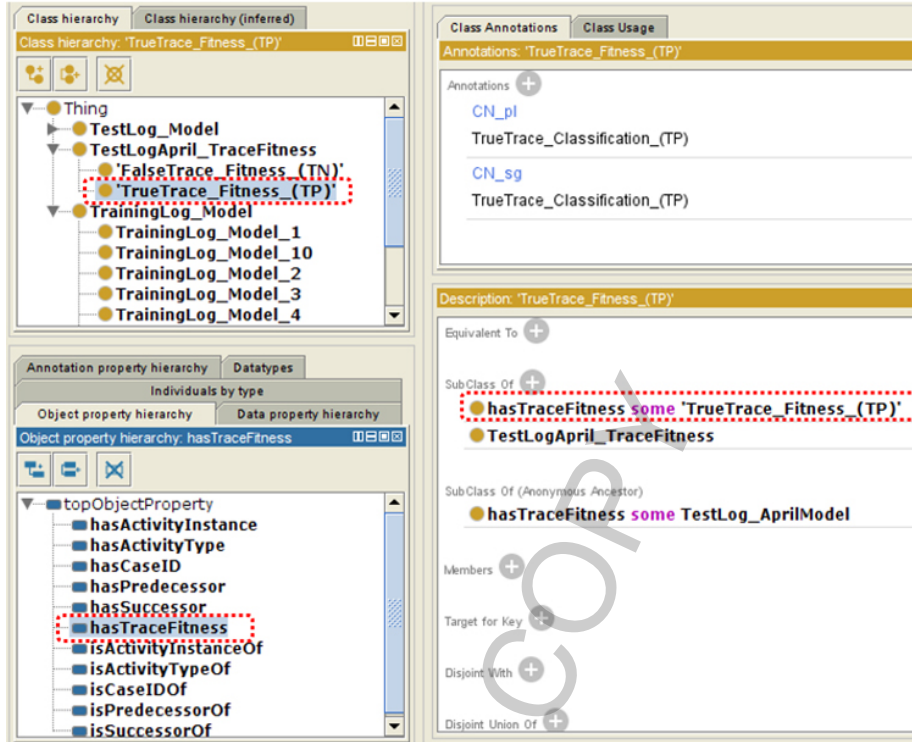 Class hierarchy
Class hierarchy (inferred)
Class hierarchy: 'TrueTrace_Fitness_(TP)'
Thing
TestLog_Model
TestLogApril_TraceFitness
'FalseTrace_Fitness_(TN)'
'TrueTrace_Fitness_(TP)'
TrainingLog_Model
TrainingLog_Model_1
TrainingLog_Model_10
TrainingLog_Model_2
TrainingLog_Model_3
TrainingLog_Model_4
Annotation property hierarchy
Datatypes
Individuals by type
Object property hierarchy
Data property hierarchy
Object property hierarchy: hasTraceFitness
topObjectProperty
hasActivityInstance
hasActivityType
hasCaseID
hasPredecessor
hasSuccessor
hasTraceFitness
isActivityInstanceOf
isActivityTypeOf
isCaseIDOf
isPredecessorOf
isSuccessorOf
Class Annotations
Class Usage
Annotations: 'TrueTrace_Fitness_(TP)'
Annotations
CN_pl
TrueTrace_Classification_(TP)
CN_sg
TrueTrace_Classification_(TP)
Description: 'TrueTrace_Fitness_(TP)'
Equivalent To
SubClass Of
hasTraceFitness some 'TrueTrace_Fitness_(TP)'
TestLogApril_TraceFitness
SubClass Of (Anonymous Ancestor)
hasTraceFitness some TestLog_AprilModel
Members
Target for Key
Disjoint With
Disjoint Union Of
COPY